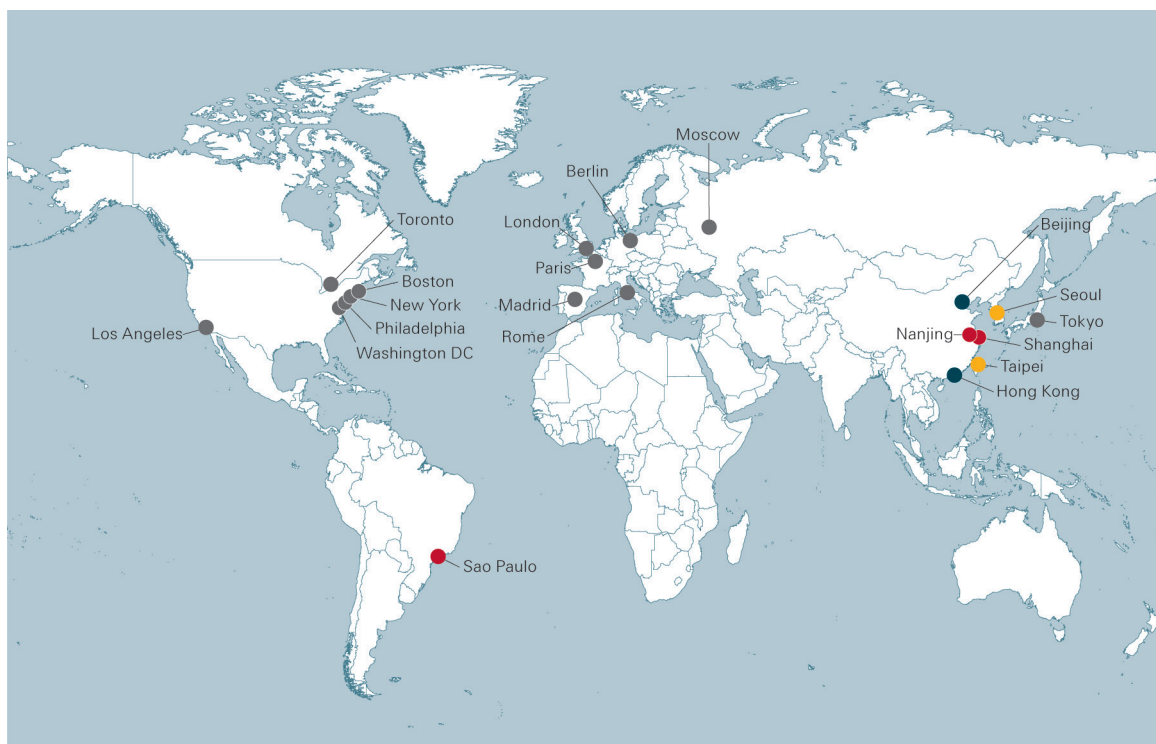 Moscow
Berlin
Toronto
London
Beijing
Paris
Boston
Seoul
Madrid
New York
Tokyo
Los Angeles
Philadelphia
Rome
Nanjing
Shanghai
Washington DC
Taipei
Hong Kong
Sao Paulo